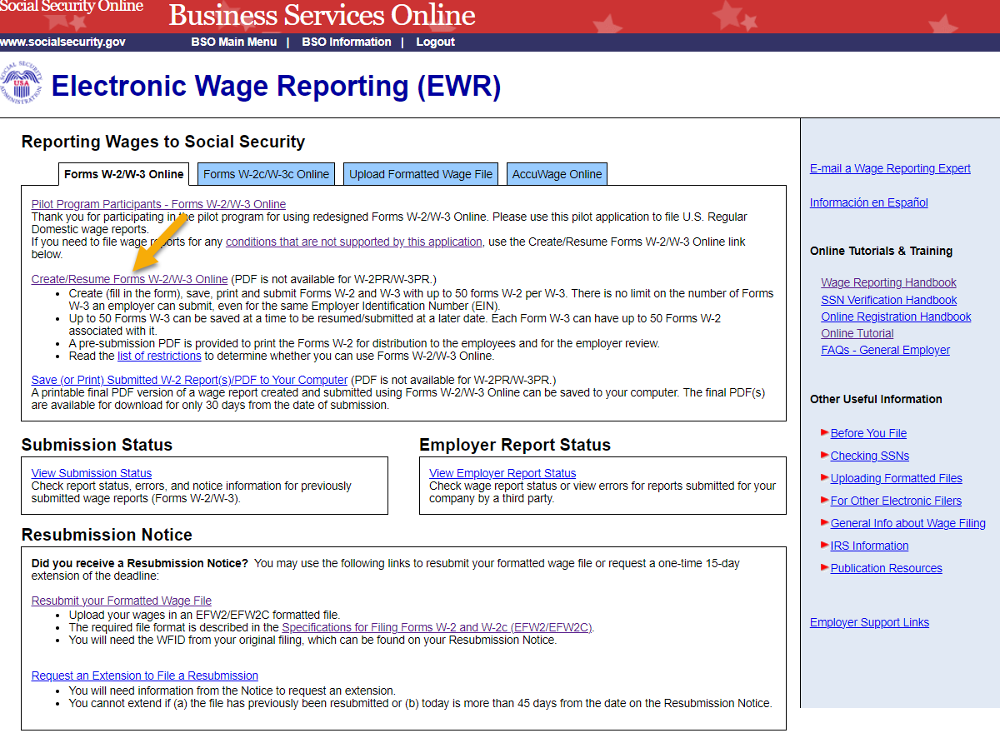 Social Security Online
Business Services Online
www.socialsecurity.gov
BSO Main Menu | BSO Information | Logout
SOCIAL SECURITY ADMINISTRATION
USA
Electronic Wage Reporting (EWR)
Reporting Wages to Social Security
Forms W-2/W-3 Online
Forms W-2c/W-3c Online
Upload Formatted Wage File
AccuWage Online
Pilot Program Participants - Forms W-2/W-3 Online
Thank you for participating in the pilot program for using redesigned Forms W-2/W-3 Online. Please use this pilot application to file U.S. Regular
Domestic wage reports.
If you need to file wage reports for any conditions that are not supported by this application, use the Create/Resume Forms W-2/W-3 Online link
below.
Create/Resume Forms W-2/W-3 Online (PDF is not available for W-2PR/W-3PR.)
• Create (fill in the form), save, print and submit Forms W-2 and W-3 with up to 50 forms W-2 per W-3. There is no limit on the number of Forms
W-3 an employer can submit, even for the same Employer Identification Number (EIN).
• Up to 50 Forms W-3 can be saved at a time to be resumed/submitted at a later date. Each Form W-3 can have up to 50 Forms W-2
associated with it.
• A pre-submission PDF is provided to print the Forms W-2 for distribution to the employees and for the employer review.
• Read the list of restrictions to determine whether you can use Forms W-2/W-3 Online.
Save (or Print) Submitted W-2 Report(s)/PDF to Your Computer (PDF is not available for W-2PR/W-3PR.)
A printable final PDF version of a wage report created and submitted using Forms W-2/W-3 Online can be saved to your computer. The final PDF(s)
are available for download for only 30 days from the date of submission.
Submission Status
View Submission Status
Check report status, errors, and notice information for previously
submitted wage reports (Forms W-2/W-3).
Employer Report Status
View Employer Report Status
Check wage report status or view errors for reports submitted for your
company by a third party.
Resubmission Notice
Did you receive a Resubmission Notice? You may use the following links to resubmit your formatted wage file or request a one-time 15-day
extension of the deadline:
Resubmit your Formatted Wage File
• Upload your wages in an EFW2/EFW2C formatted file.
• The required file format is described in the Specifications for Filing Forms W-2 and W-2c (EFW2/EFW2C).
• You will need the WFID from your original filing, which can be found on your Resubmission Notice.
Request an Extension to File a Resubmission
• You will need information from the Notice to request an extension.
• You cannot extend if (a) the file has previously been resubmitted or (b) today is more than 45 days from the date on the Resubmission Notice.
E-mail a Wage Reporting Expert
Información en Español
Online Tutorials & Training
Wage Reporting Handbook
SSN Verification Handbook
Online Registration Handbook
Online Tutorial
FAQs - General Employer
Other Useful Information
Before You File
Checking SSNs
Uploading Formatted Files
For Other Electronic Filers
General Info about Wage Filing
IRS Information
Publication Resources
Employer Support Links